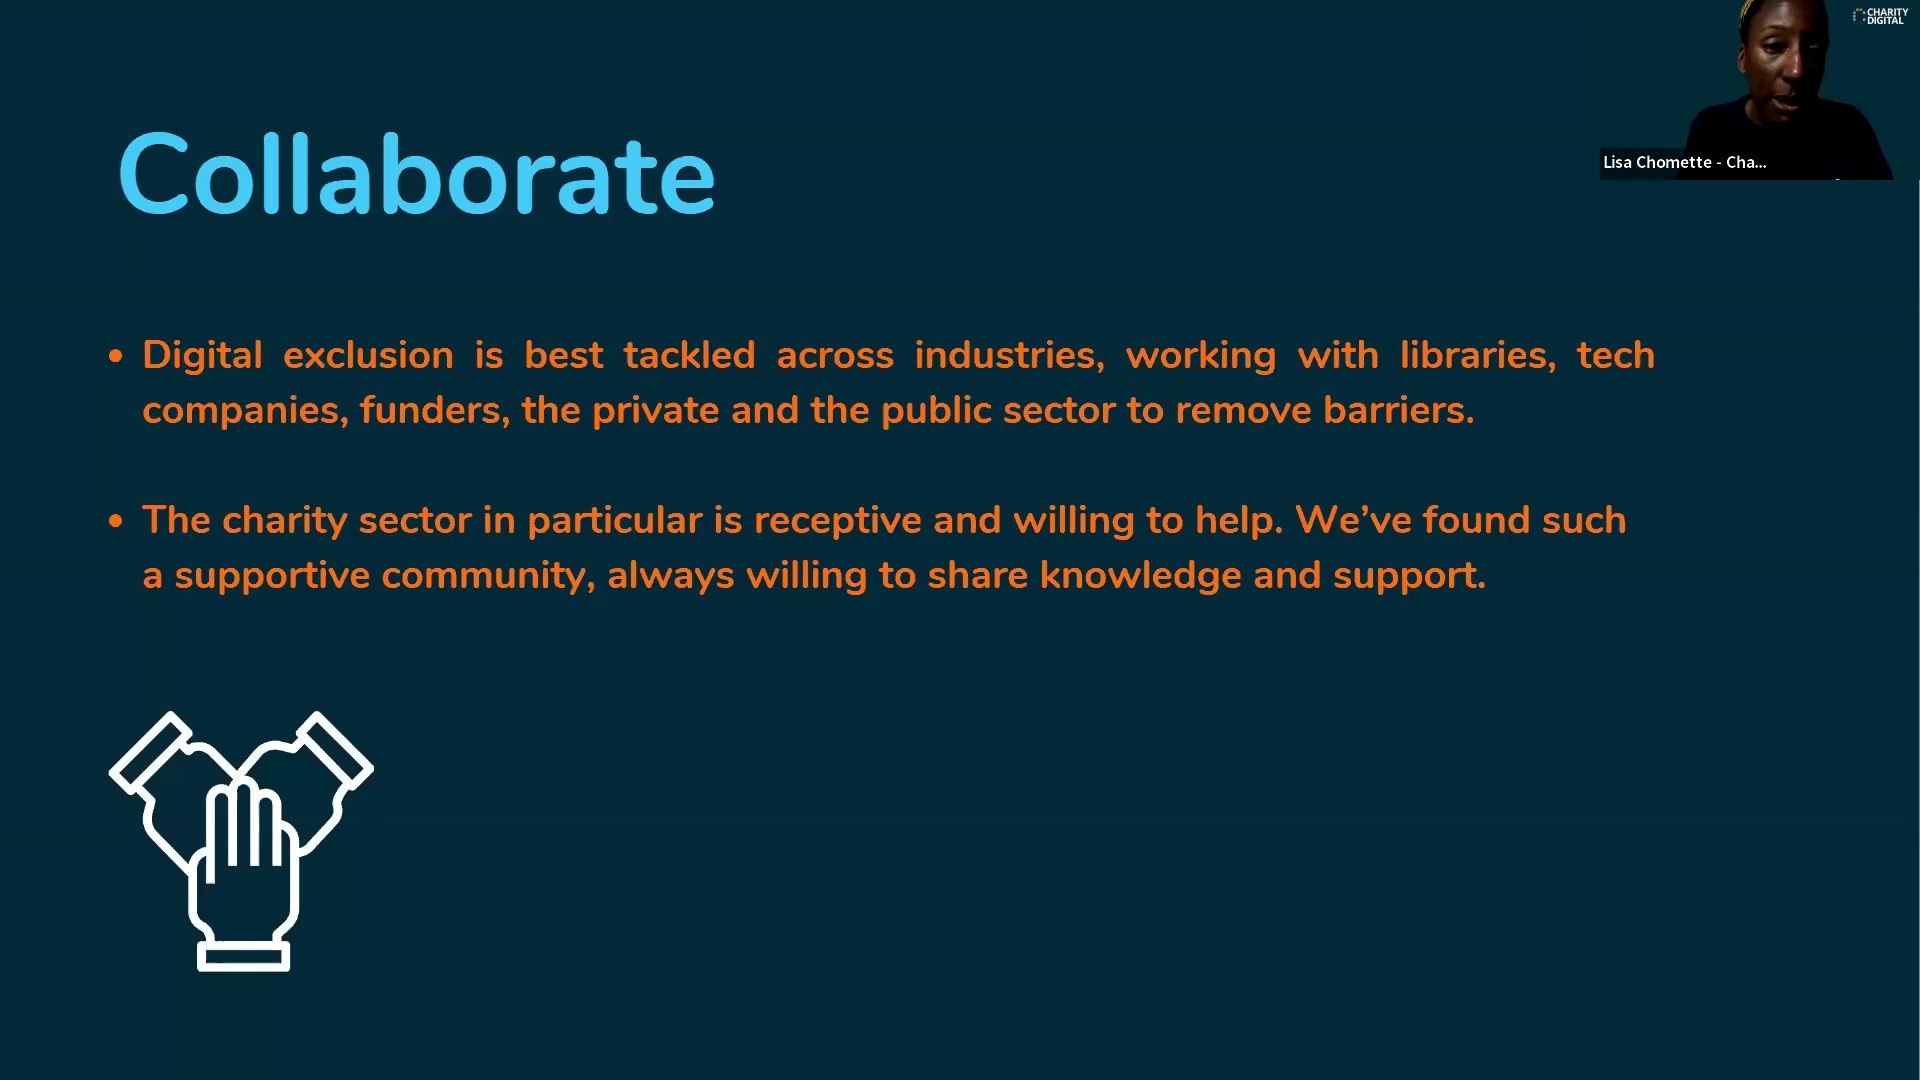 CHARITY
DIGITAL
Lisa Chomette - Cha...
Collaborate
• Digital exclusion is best tackled across industries, working with libraries, tech
companies, funders, the private and the public sector to remove barriers.
• The charity sector in particular is receptive and willing to help. We’ve found such
a supportive community, always willing to share knowledge and support.